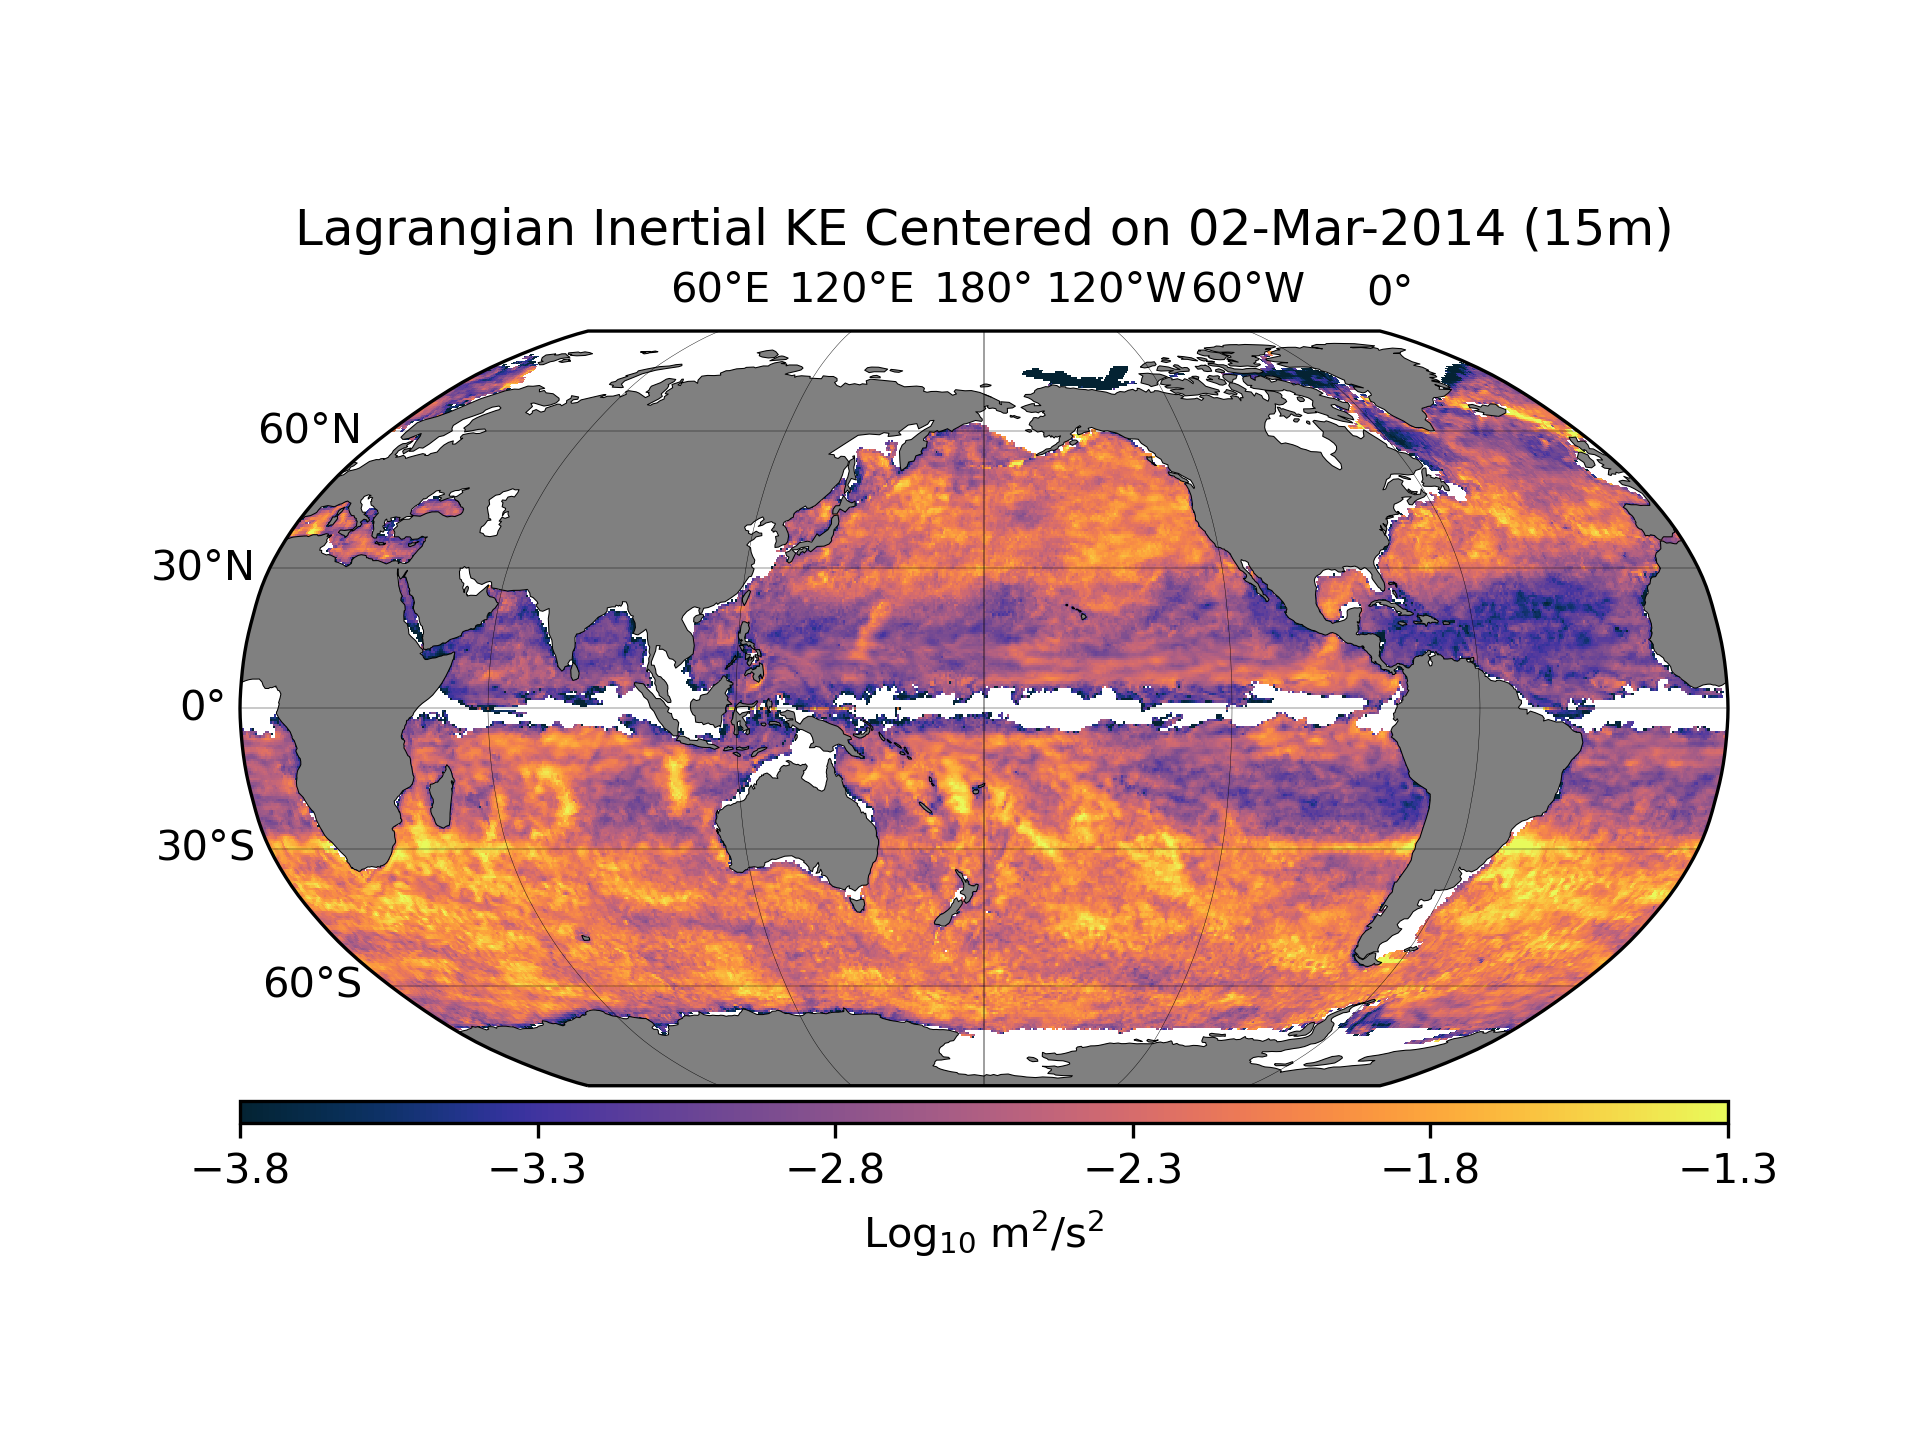 Lagrangian Inertial KE Centered on 02-Mar-2014 (15m)
60°E 120°E 180° 120°W 60°W 0°
60°N
30°N
0°
30°S
60°S
−3.8 −3.3 −2.8 −2.3 −1.8 −1.3
Log₁₀ m²/s²